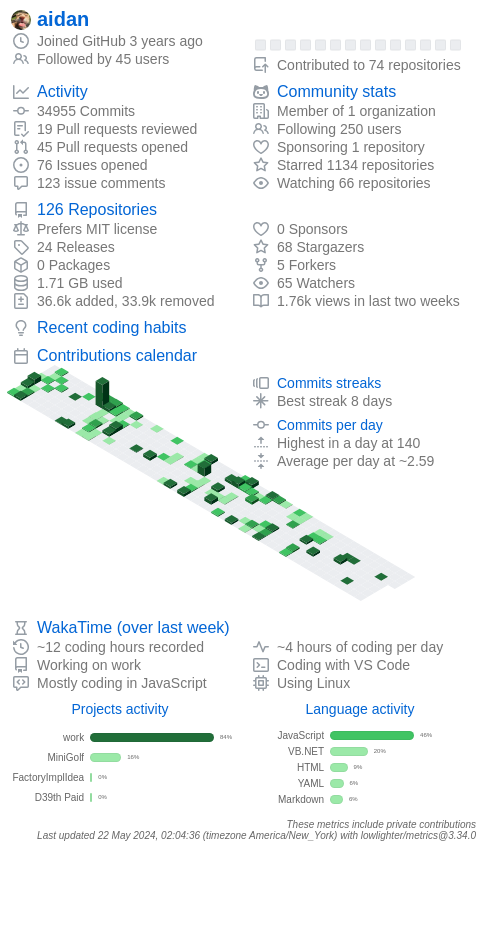 aidan
Joined GitHub 3 years ago
Followed by 45 users
Contributed to 74 repositories
Activity
34955 Commits
19 Pull requests reviewed
45 Pull requests opened
76 Issues opened
123 issue comments
Community stats
Member of 1 organization
Following 250 users
Sponsoring 1 repository
Starred 1134 repositories
Watching 66 repositories
126 Repositories
Prefers MIT license
24 Releases
0 Packages
1.71 GB used
36.6k added, 33.9k removed
0 Sponsors
68 Stargazers
5 Forkers
65 Watchers
1.76k views in last two weeks
Recent coding habits
Contributions calendar
Commits streaks
Best streak 8 days
Commits per day
Highest in a day at 140
Average per day at ~2.59
WakaTime (over last week)
~12 coding hours recorded
Working on work
Mostly coding in JavaScript
~4 hours of coding per day
Coding with VS Code
Using Linux
Projects activity
work 84%
MiniGolf 16%
FactoryImplIdea 0%
D39th Paid 0%
Language activity
JavaScript 46%
VB.NET 20%
HTML 9%
YAML 6%
Markdown 6%
These metrics include private contributions
Last updated 22 May 2024, 02:04:36 (timezone America/New_York) with lowlighter/metrics@3.34.0